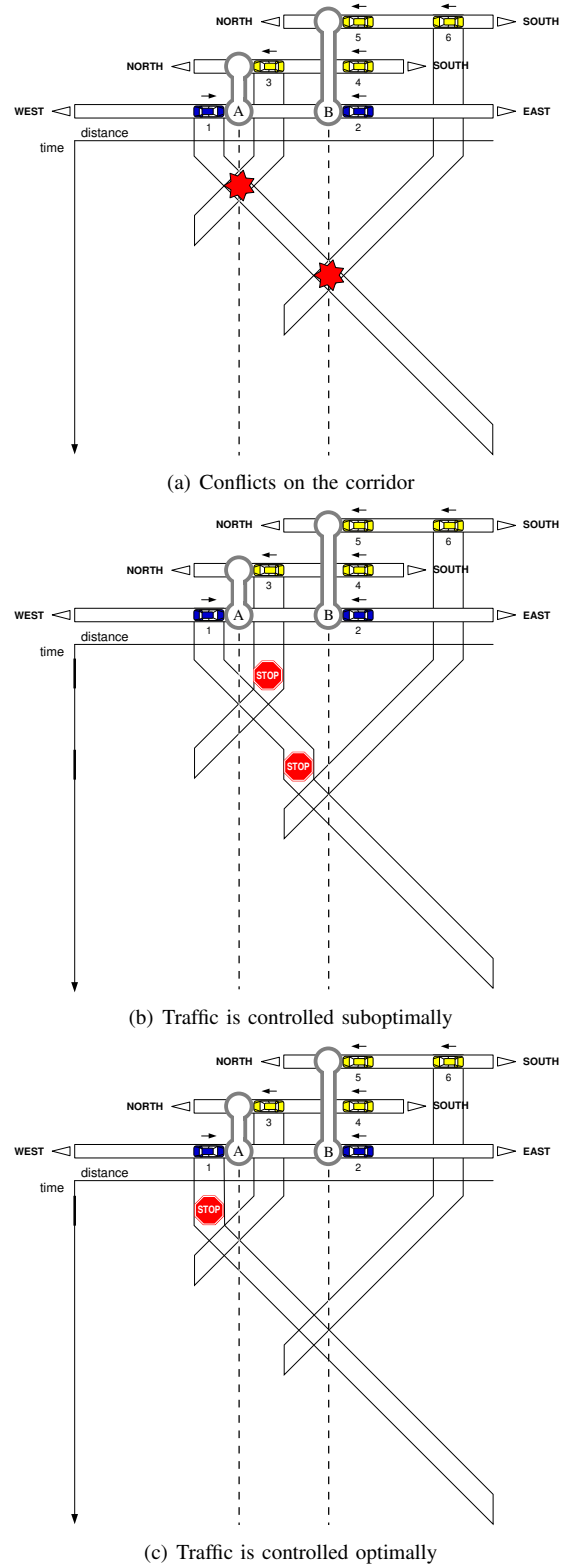 NORTH SOUTH
5 6
NORTH SOUTH
3 4
WEST A B EAST
1 2
distance
time
(a) Conflicts on the corridor
NORTH SOUTH
5 6
NORTH SOUTH
3 4
WEST A B EAST
1 2
distance
time
STOP
STOP
(b) Traffic is controlled suboptimally
NORTH SOUTH
5 6
NORTH SOUTH
3 4
WEST A B EAST
1 2
distance
time
STOP
(c) Traffic is controlled optimally